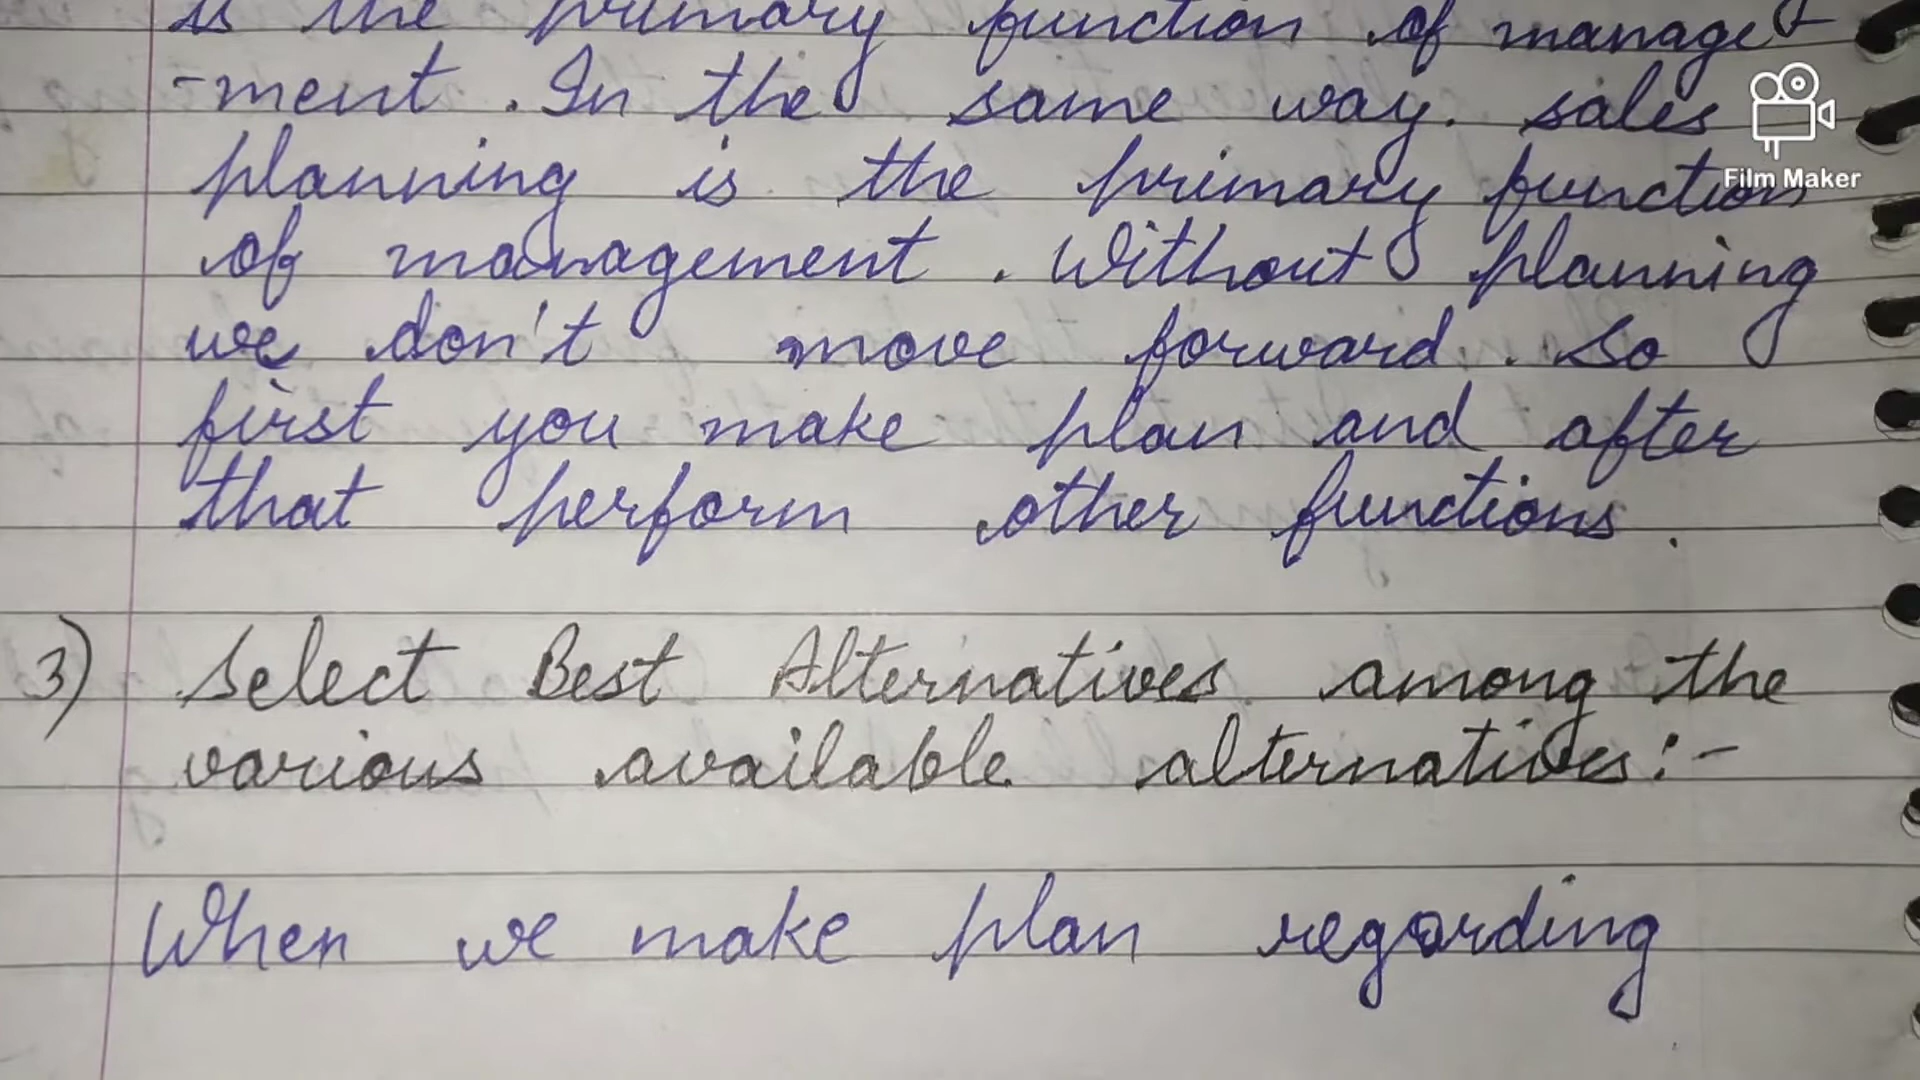 is the primary function of manage
-ment. In the same way. sales
planning is the primary function
of management. Without planning
we don't move forward. So
first you make plan and after
that perform other functions.
3) Select Best Alternatives among the
various available alternatives:-
When we make plan regarding
Film Maker